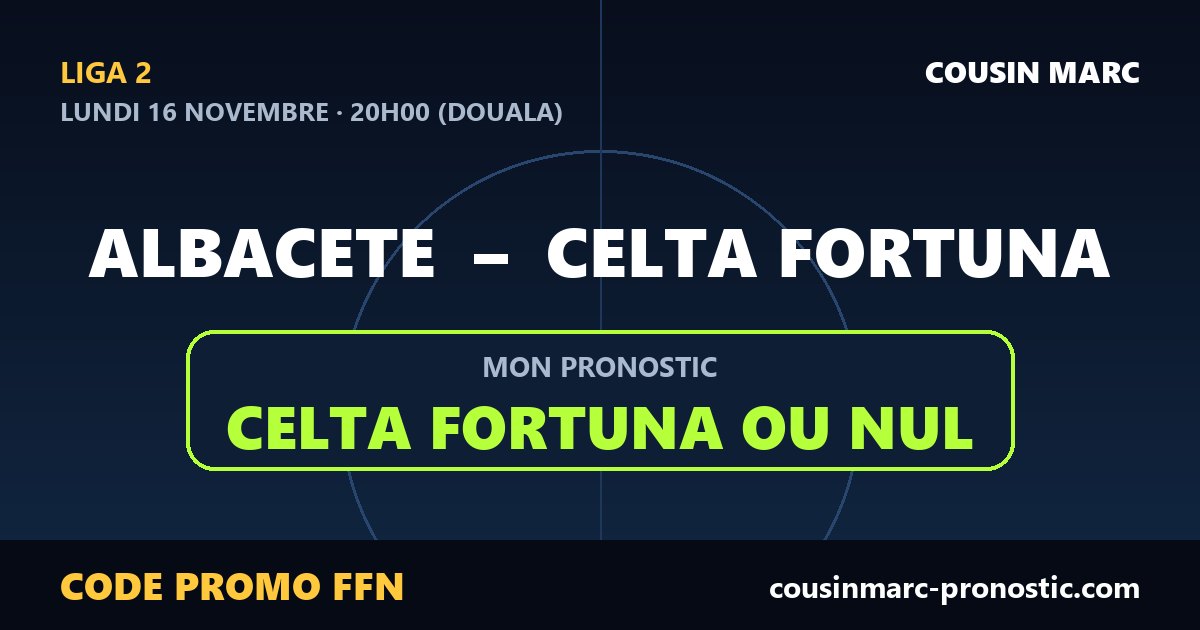 LIGA 2
COUSIN MARC
LUNDI 16 NOVEMBRE · 20H00 (DOUALA)
ALBACETE – CELTA FORTUNA
MON PRONOSTIC
CELTA FORTUNA OU NUL
CODE PROMO FFN
cousinmarc-pronostic.com